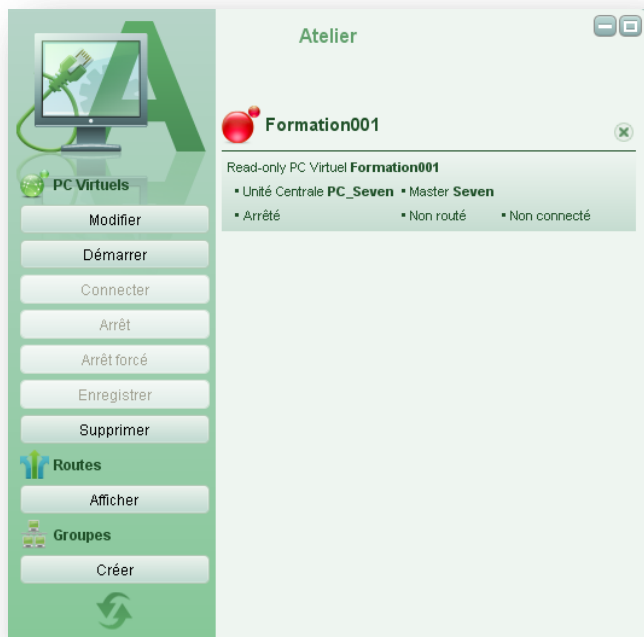 Atelier
Formation001
Read-only PC Virtuel Formation001
▪ Unité Centrale PC_Seven ▪ Master Seven
▪ Arrêté ▪ Non routé ▪ Non connecté
PC Virtuels
Modifier
Démarrer
Connecter
Arrêt
Arrêt forcé
Enregistrer
Supprimer
Routes
Afficher
Groupes
Créer